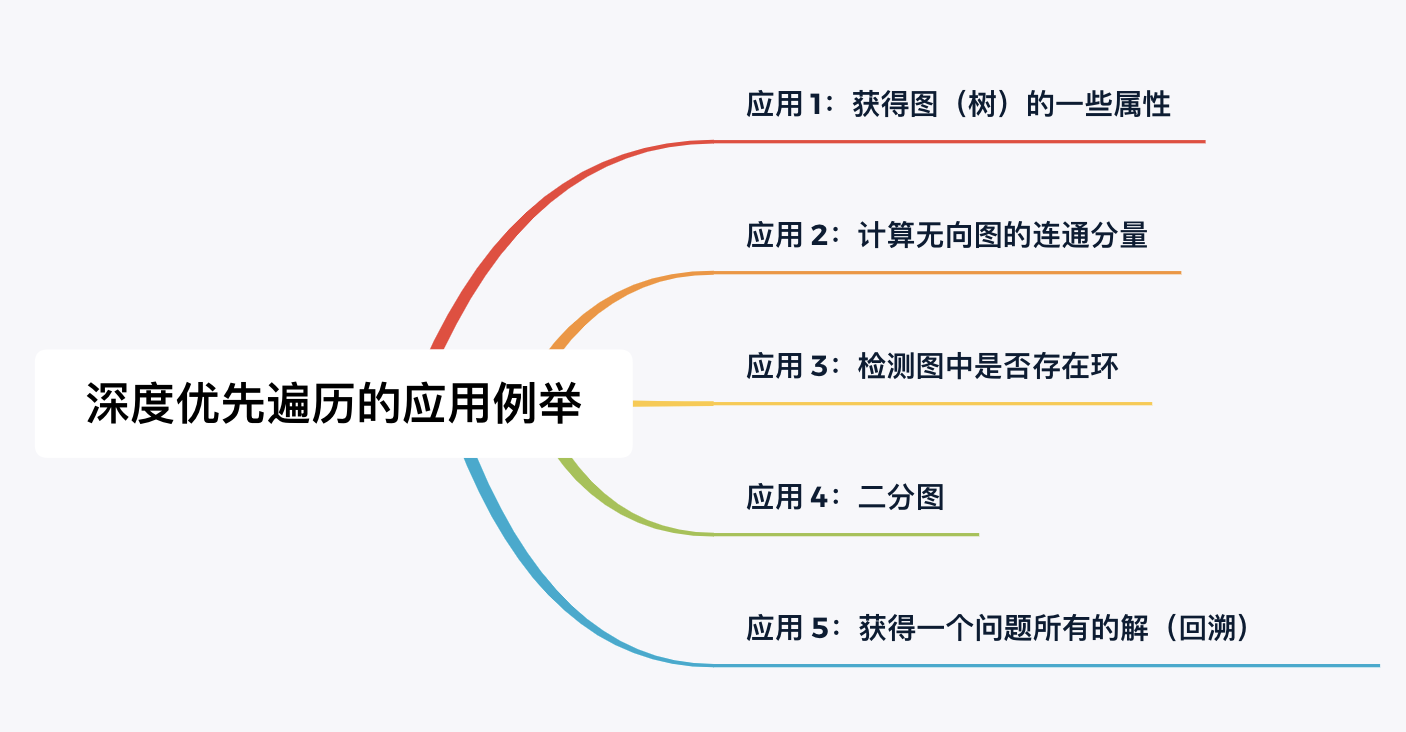 应用 1：获得图（树）的一些属性
应用 2：计算无向图的连通分量
应用 3：检测图中是否存在环
深度优先遍历的应用例举
应用 4：二分图
应用 5：获得一个问题所有的解（回溯）